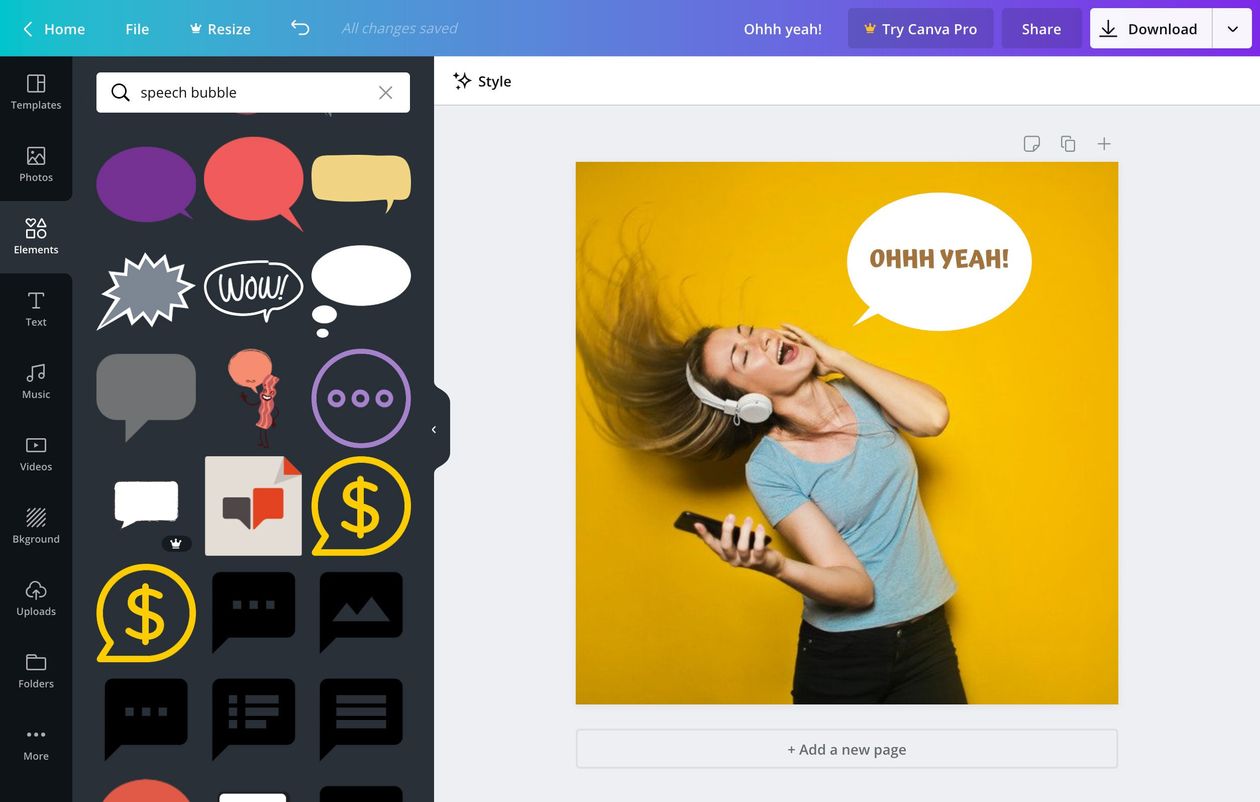 Home
File
Resize
All changes saved
Ohhh yeah!
Try Canva Pro
Share
Download
Templates
Photos
Elements
Text
Music
Videos
Bkground
Uploads
Folders
More
speech bubble
WOW!
$
$
Style
OHHH YEAH!
+ Add a new page